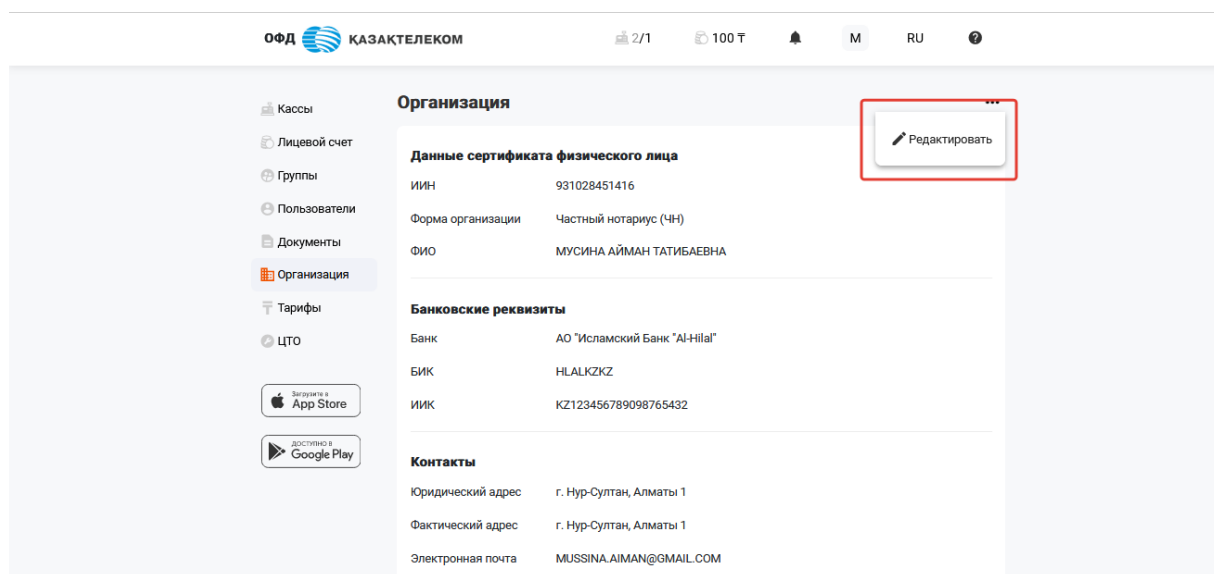 ОФД ҚАЗАҚТЕЛЕКОМ 2/1 100 ₸ M RU
Кассы
Лицевой счет
Группы
Пользователи
Документы
Организация
Тарифы
ЦТО
Загрузите в
App Store
ДОСТУПНО В
Google Play
Организация
...
Редактировать
Данные сертификата физического лица
ИИН 931028451416
Форма организации Частный нотариус (ЧН)
ФИО МУСИНА АЙМАН ТАТИБАЕВНА
Банковские реквизиты
Банк АО "Исламский Банк "Al-Hilal"
БИК HLALKZKZ
ИИК KZ123456789098765432
Контакты
Юридический адрес г. Нур-Султан, Алматы 1
Фактический адрес г. Нур-Султан, Алматы 1
Электронная почта MUSSINA.AIMAN@GMAIL.COM